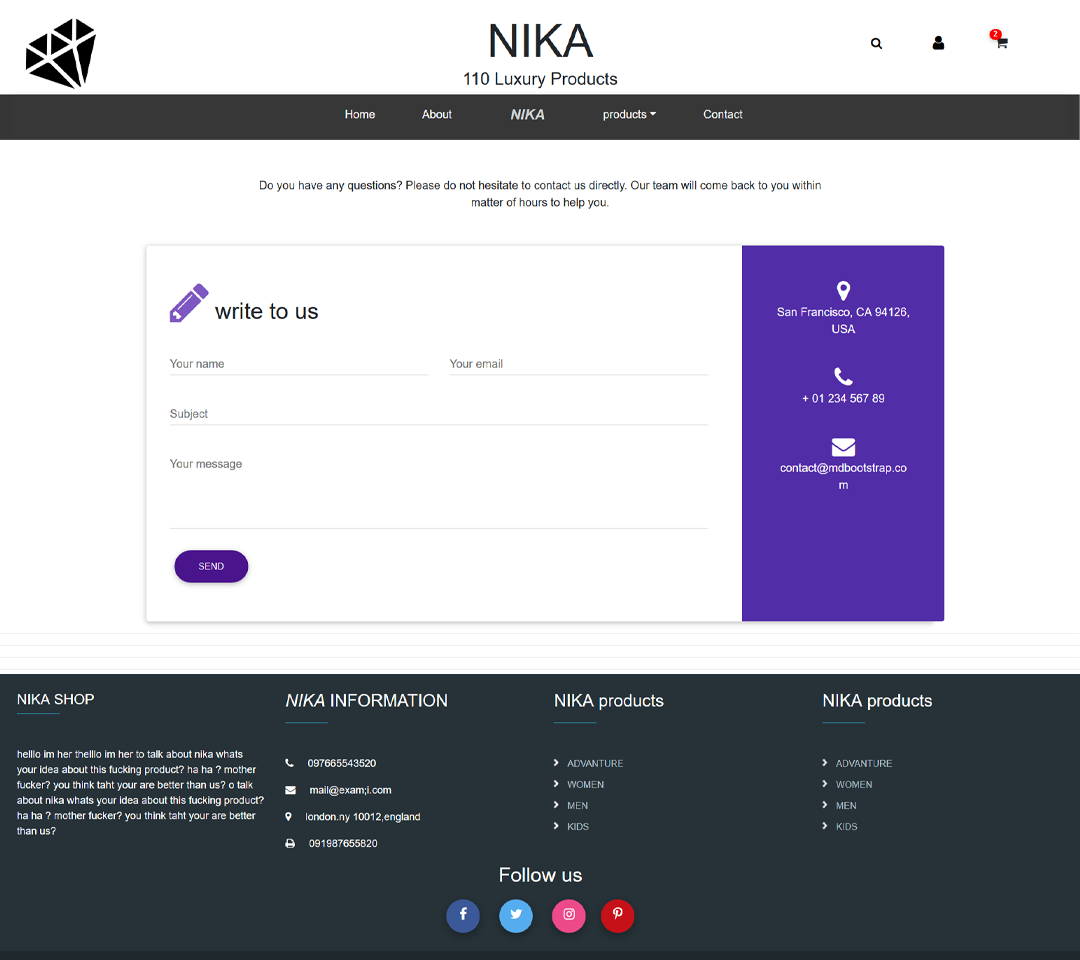 NIKA
110 Luxury Products
2
Home About NIKA products Contact
Do you have any questions? Please do not hesitate to contact us directly. Our team will come back to you within
matter of hours to help you.
write to us
Your name Your email
Subject
Your message
SEND
San Francisco, CA 94126,
USA
+ 01 234 567 89
contact@mdbootstrap.co
m
NIKA SHOP
helllo im her thelllo im her to talk about nika whats
your idea about this fucking product? ha ha ? mother
fucker? you think taht your are better than us? o talk
about nika whats your idea about this fucking product?
ha ha ? mother fucker? you think taht your are better
than us?
NIKA INFORMATION
097665543520
mail@exam;i.com
london.ny 10012,england
091987655820
NIKA products
ADVANTURE
WOMEN
MEN
KIDS
NIKA products
ADVANTURE
WOMEN
MEN
KIDS
Follow us